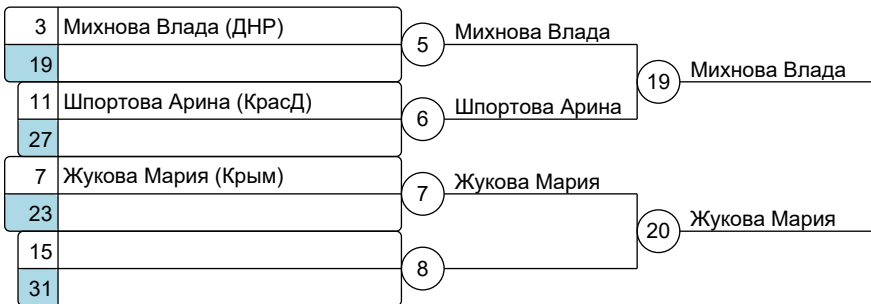 3 Михнова Влада (ДНР)
5 Михнова Влада
19
19 Михнова Влада
11 Шпортова Арина (КрасД)
6 Шпортова Арина
27
7 Жукова Мария (Крым)
7 Жукова Мария
23
20 Жукова Мария
15
8
31